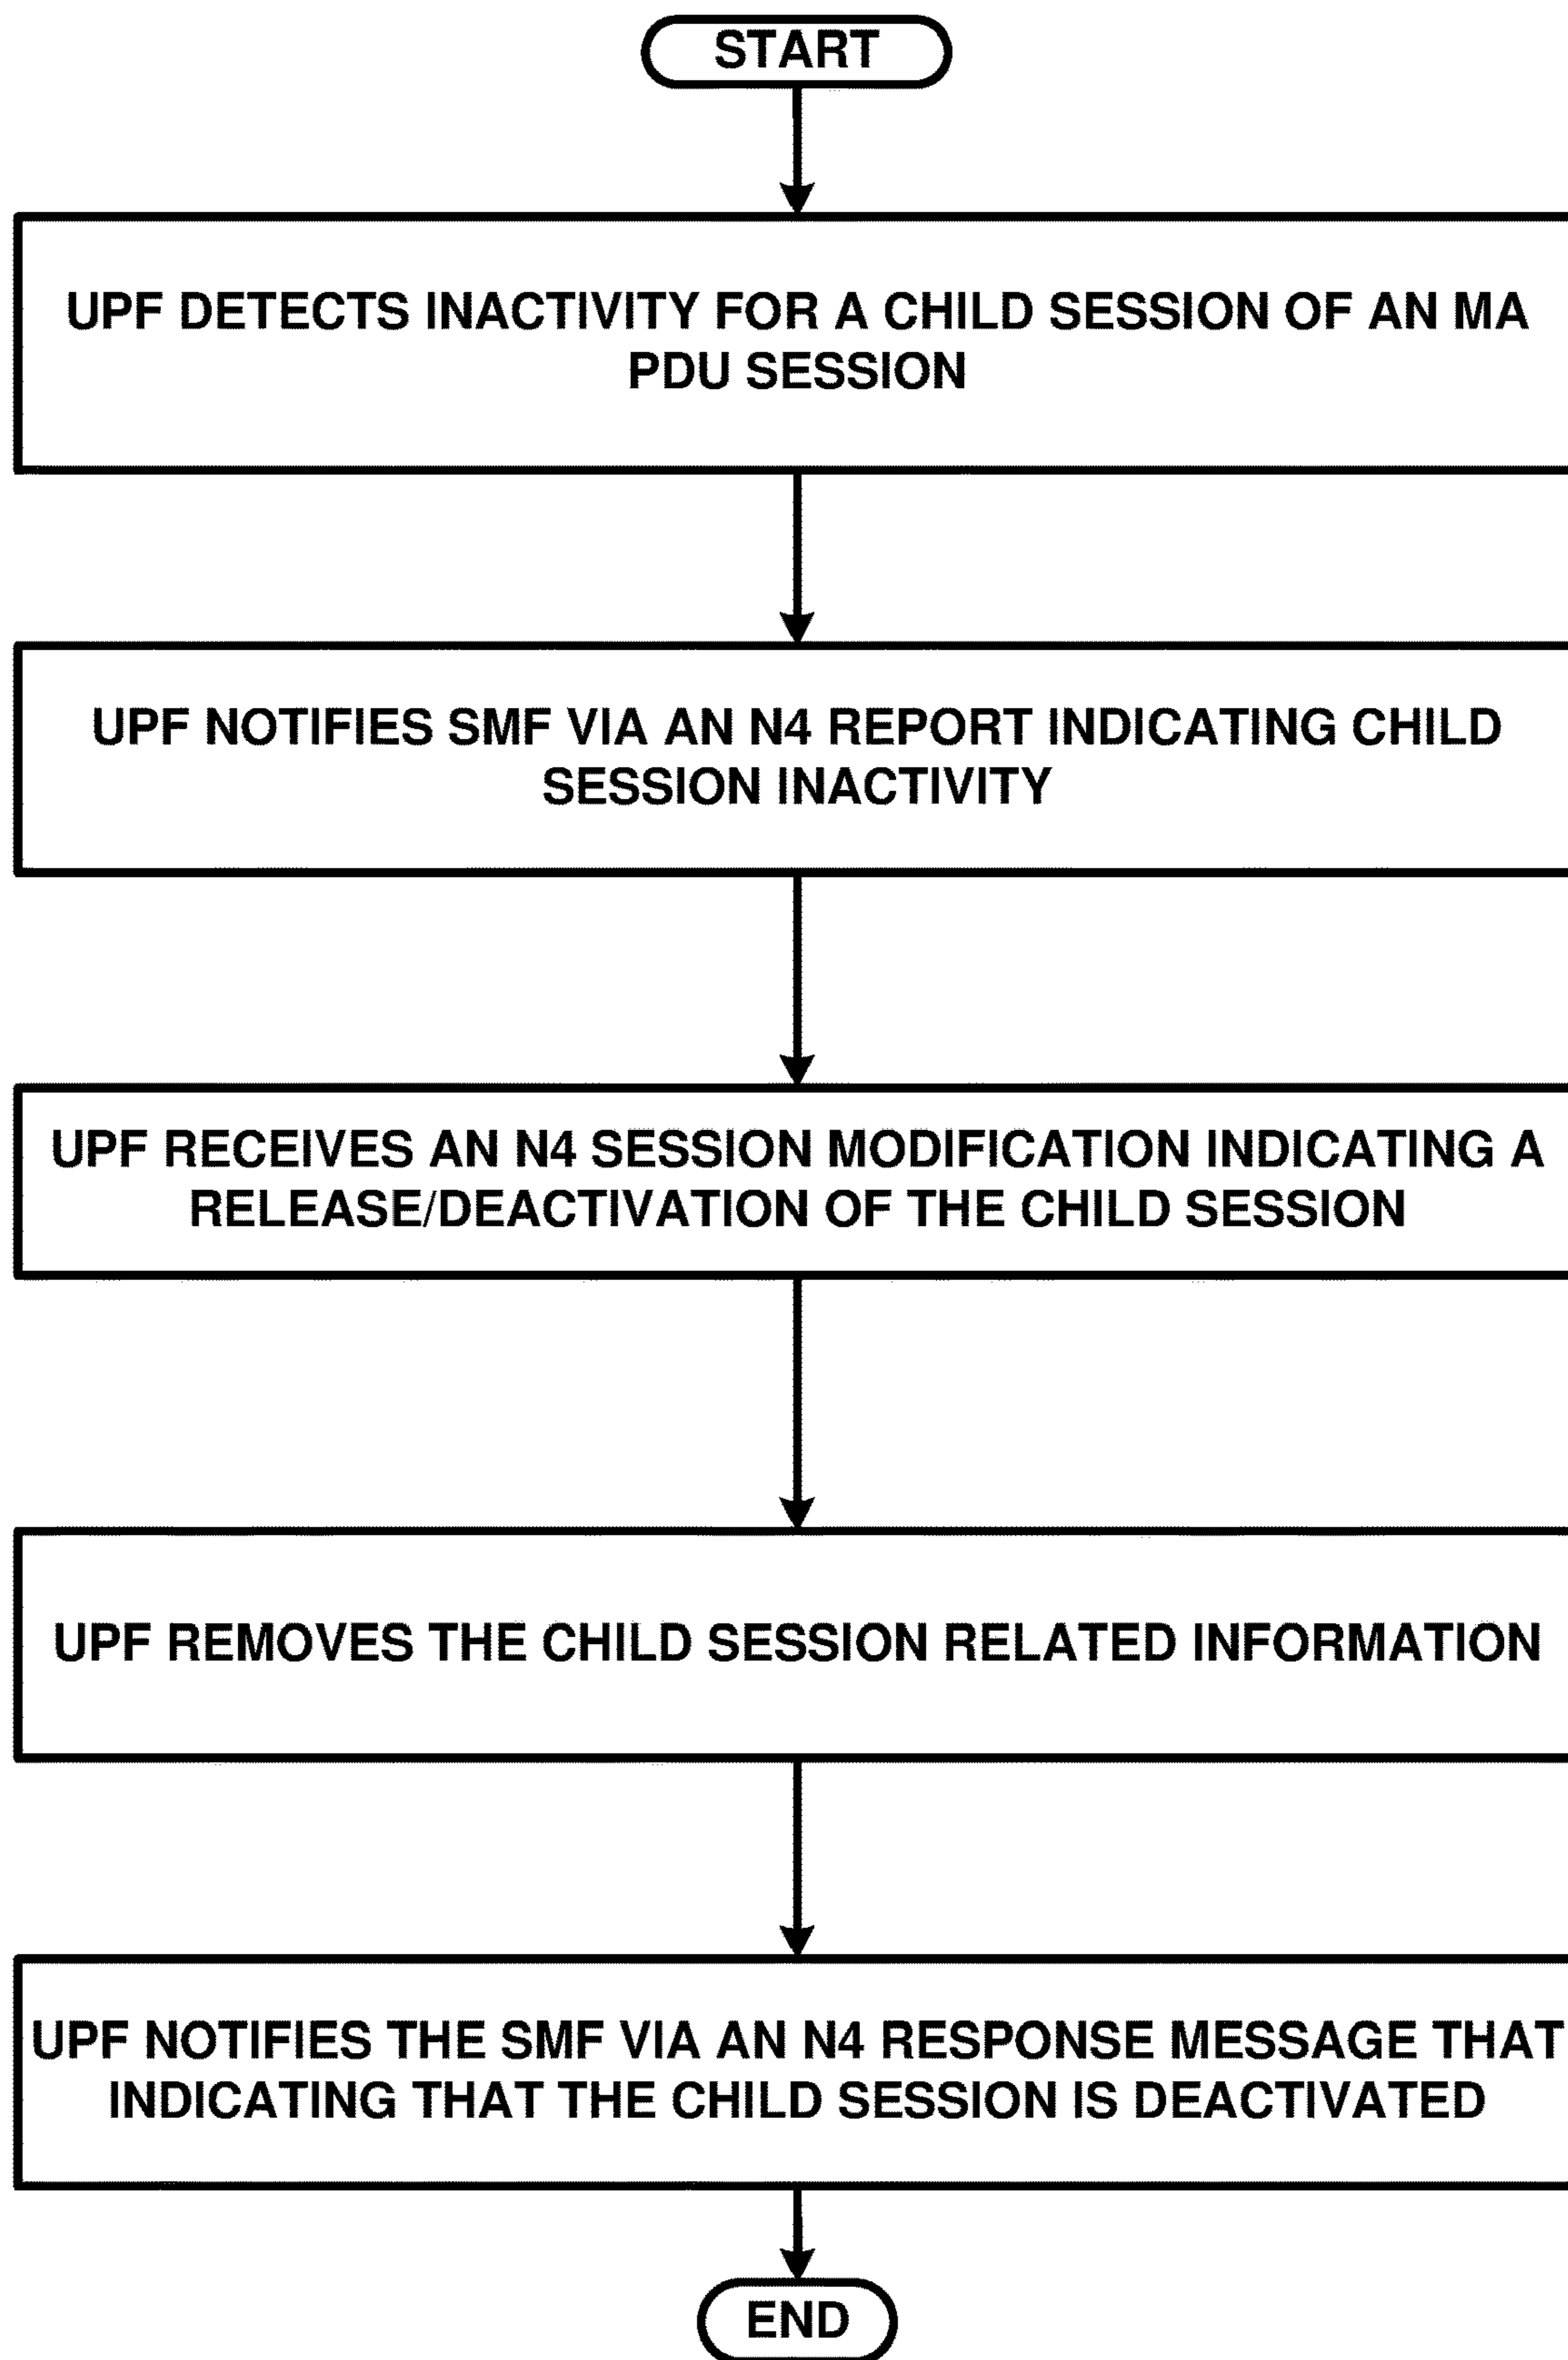 START
UPF DETECTS INACTIVITY FOR A CHILD SESSION OF AN MA
PDU SESSION
UPF NOTIFIES SMF VIA AN N4 REPORT INDICATING CHILD
SESSION INACTIVITY
UPF RECEIVES AN N4 SESSION MODIFICATION INDICATING A
RELEASE/DEACTIVATION OF THE CHILD SESSION
UPF REMOVES THE CHILD SESSION RELATED INFORMATION
UPF NOTIFIES THE SMF VIA AN N4 RESPONSE MESSAGE THAT
INDICATING THAT THE CHILD SESSION IS DEACTIVATED
END